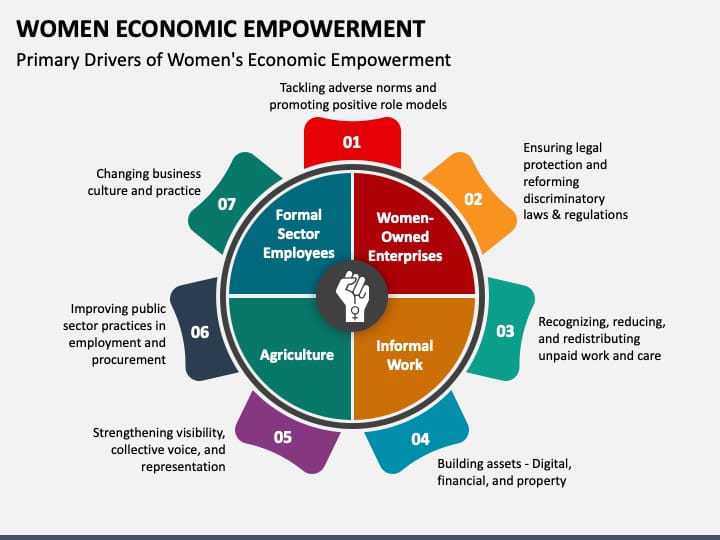 WOMEN ECONOMIC EMPOWERMENT
Primary Drivers of Women's Economic Empowerment
Tackling adverse norms and
promoting positive role models
01
Ensuring legal
protection and
reforming
discriminatory
laws & regulations
02
Recognizing, reducing,
and redistributing
unpaid work and care
03
Building assets - Digital,
financial, and property
04
Strengthening visibility,
collective voice, and
representation
05
Improving public
sector practices in
employment and
procurement
06
Changing business
culture and practice
07
Formal
Sector
Employees
Women-
Owned
Enterprises
Agriculture
Informal
Work